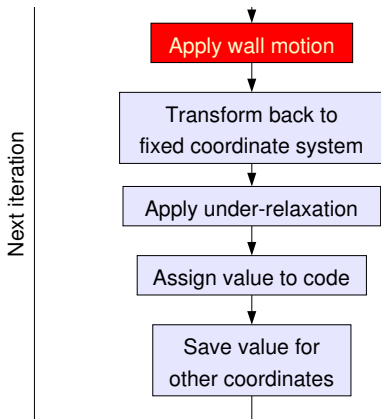 Apply wall motion
Transform back to
fixed coordinate system
Apply under-relaxation
Assign value to code
Save value for
other coordinates
Next iteration